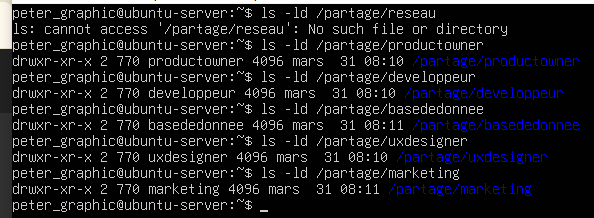 peter_graphic@ubuntu-server:~$ ls -ld /partage/reseau
ls: cannot access '/partage/reseau': No such file or directory
peter_graphic@ubuntu-server:~$ ls -ld /partage/productowner
drwxr-xr-x 2 770 productowner 4096 mars  31 08:10 /partage/productowner
peter_graphic@ubuntu-server:~$ ls -ld /partage/developpeur
drwxr-xr-x 2 770 developpeur 4096 mars  31 08:10 /partage/developpeur
peter_graphic@ubuntu-server:~$ ls -ld /partage/basededonnee
drwxr-xr-x 2 770 basededonnee 4096 mars  31 08:11 /partage/basededonnee
peter_graphic@ubuntu-server:~$ ls -ld /partage/uxdesigner
drwxr-xr-x 2 770 uxdesigner 4096 mars  31 08:10 /partage/uxdesigner
peter_graphic@ubuntu-server:~$ ls -ld /partage/marketing
drwxr-xr-x 2 770 marketing 4096 mars  31 08:11 /partage/marketing
peter_graphic@ubuntu-server:~$ _